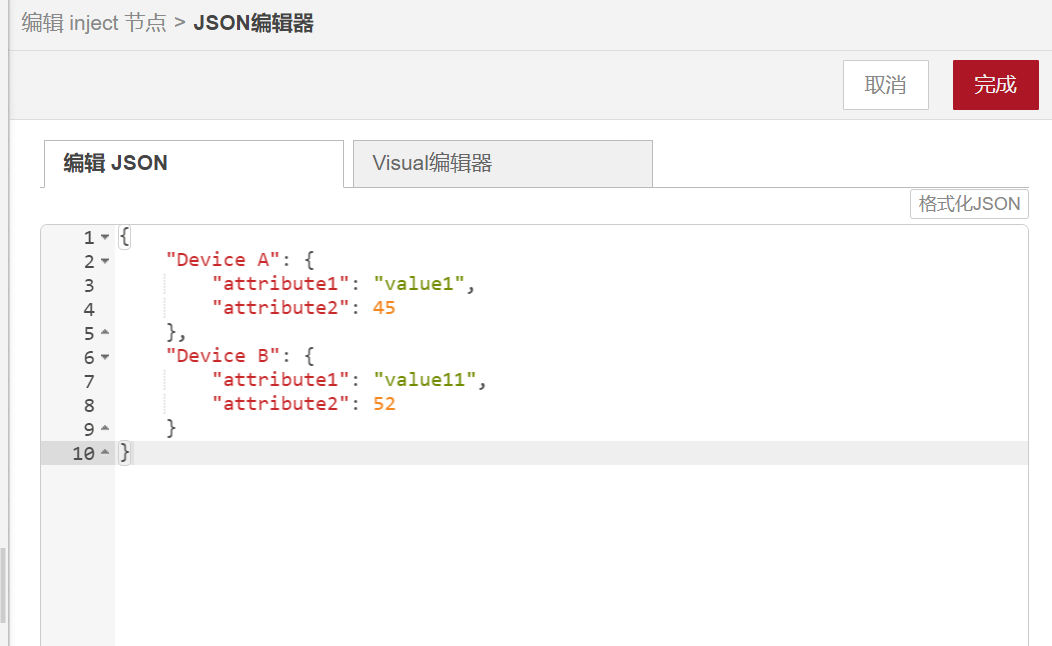 编辑 inject 节点 > JSON编辑器
取消
完成
编辑 JSON
Visual编辑器
格式化JSON
1 {
2 "Device A": {
3 "attribute1": "value1",
4 "attribute2": 45
5 },
6 "Device B": {
7 "attribute1": "value11",
8 "attribute2": 52
9 }
10 }